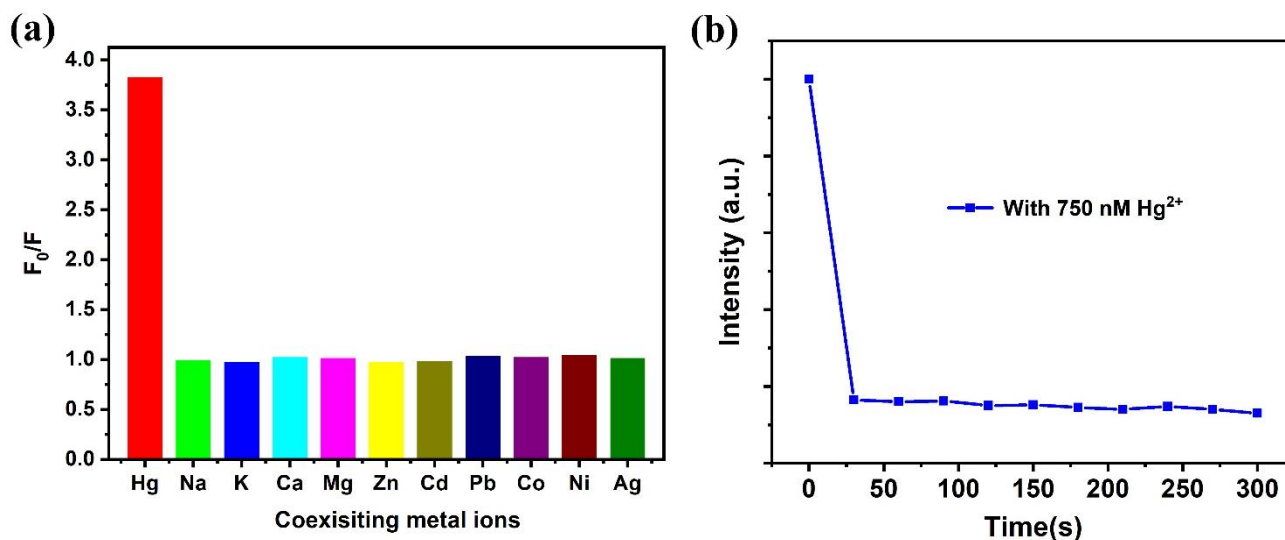 (a)
F₀/F
4.0
3.5
3.0
2.5
2.0
1.5
1.0
0.5
0.0
Hg Na K Ca Mg Zn Cd Pb Co Ni Ag
Coexisiting metal ions
(b)
Intensity (a.u.)
With 750 nM Hg²⁺
0 50 100 150 200 250 300
Time(s)